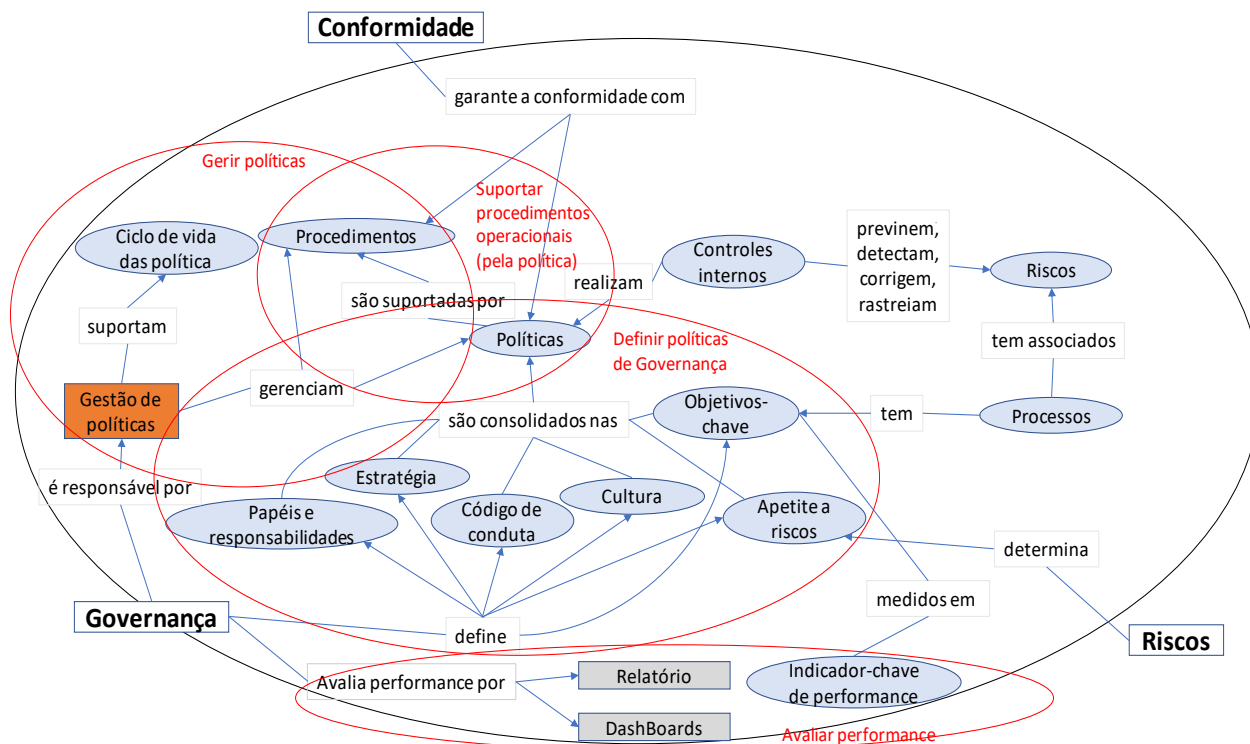 Conformidade
garante a conformidade com
Gerir políticas
Suportar
procedimentos
operacionais
(pela política)
Ciclo de vida
das política
Procedimentos
Controles
internos
previnem,
detectam,
corrigem,
rastreiam
Riscos
realizam
são suportadas por
suportam
Políticas
Definir políticas
de Governança
tem associados
gerenciam
Gestão de
políticas
são consolidados nas
Objetivos-
chave
tem
Processos
é responsável por
Estratégia
Cultura
Papéis e
responsabilidades
Código de
conduta
Apetite a
riscos
determina
medidos em
Governança
define
Riscos
Avalia performance por
Relatório
Indicador-chave
de performance
DashBoards
Avaliar performance